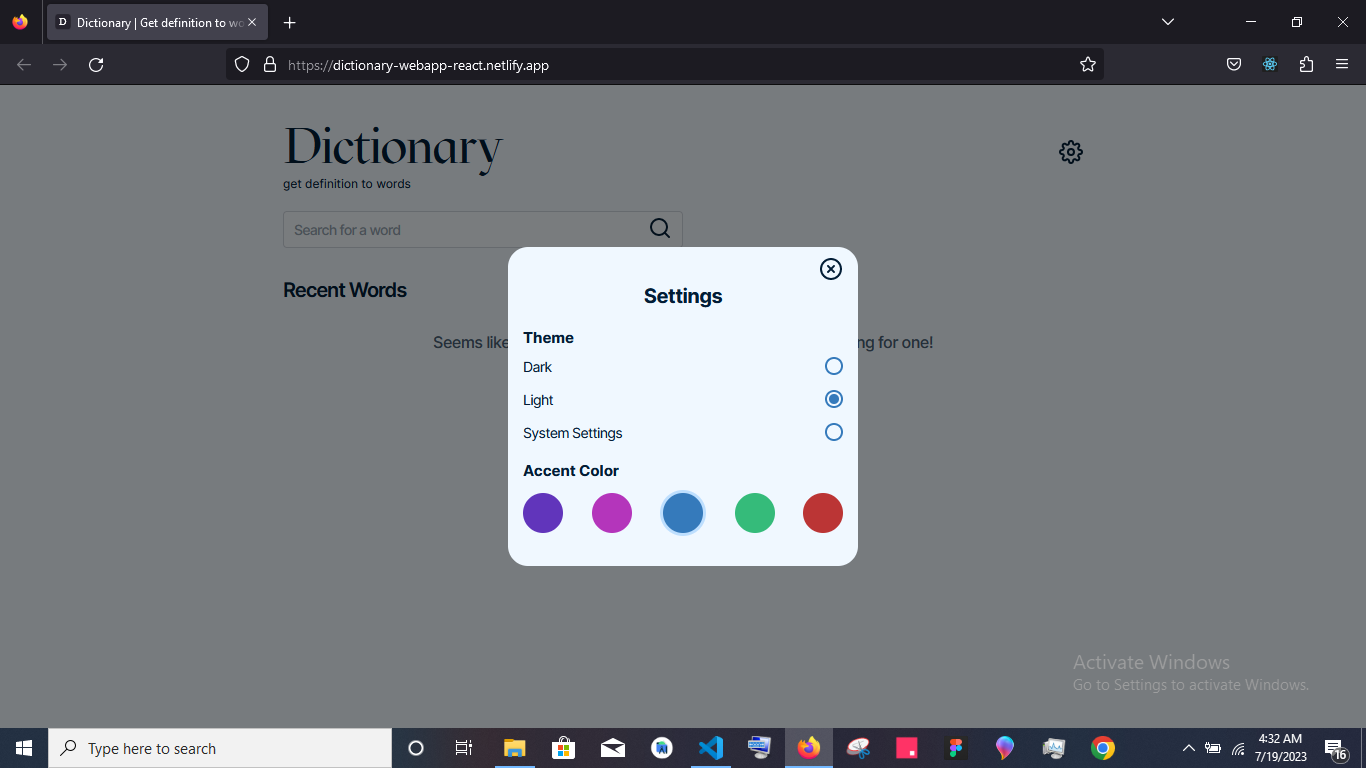 D Dictionary | Get definition to wo
https://dictionary-webapp-react.netlify.app
Dictionary
get definition to words
Search for a word
Recent Words
Seems like
ng for one!
Settings
Theme
Dark
Light
System Settings
Accent Color
Activate Windows
Go to Settings to activate Windows.
Type here to search
4:32 AM
7/19/2023
16